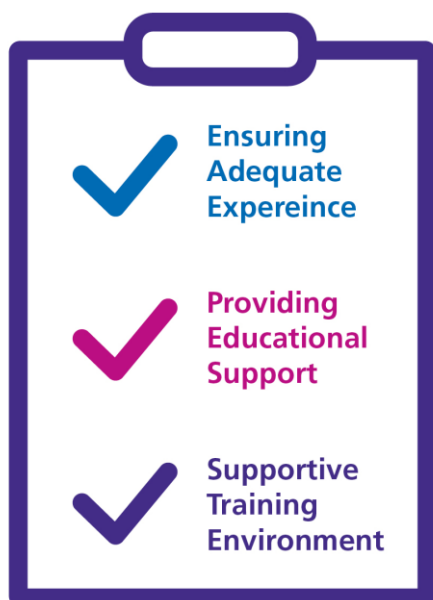 Ensuring
Adequate
Expereince
Providing
Educational
Support
Supportive
Training
Environment